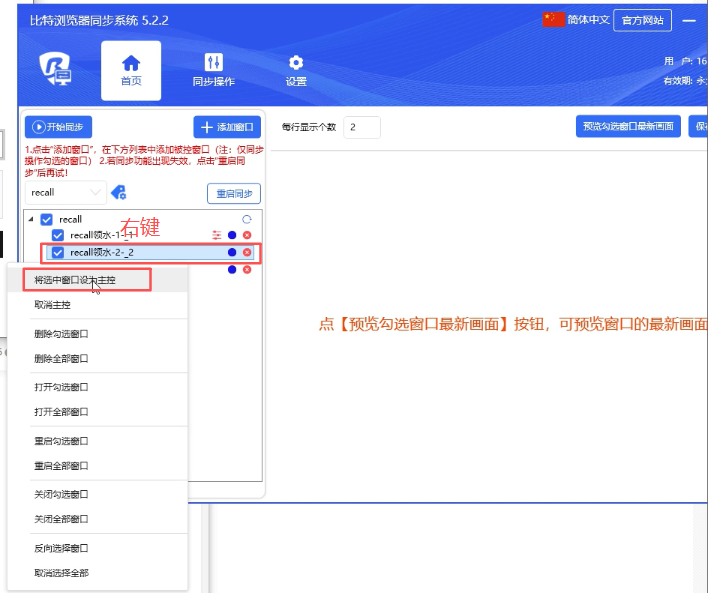 比特浏览器同步系统 5.2.2
简体中文
官方网站
首页
同步操作
设置
用 户: 16
有效期: 永
开始同步
添加窗口
每行显示个数
2
预览勾选窗口最新画面
1.点击"添加窗口"，在下方列表中添加被控窗口（注：仅同步
操作勾选的窗口） 2.若同步功能出现失效，点击"重启同
步"后再试！
recall
重启同步
recall
右键
recall领水-1-_1
recall领水-2-_2
将选中窗口设为主控
取消主控
删除勾选窗口
删除全部窗口
打开勾选窗口
打开全部窗口
重启勾选窗口
重启全部窗口
关闭勾选窗口
关闭全部窗口
反向选择窗口
取消选择全部
点【预览勾选窗口最新画面】按钮，可预览窗口的最新画面